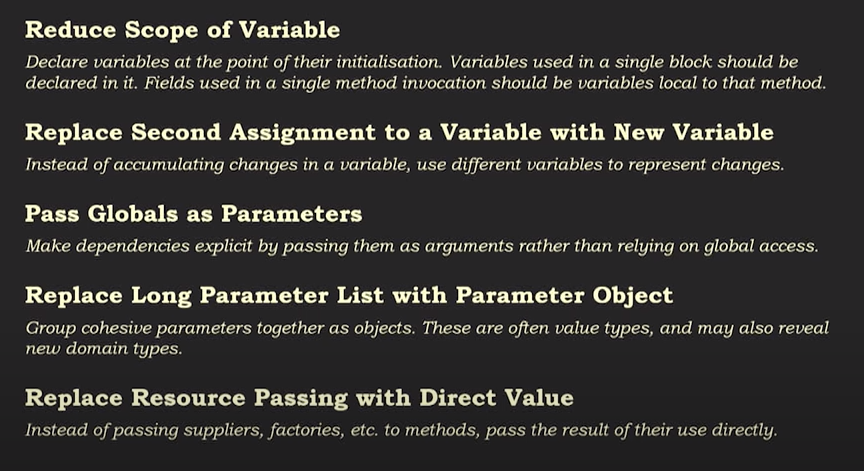 Reduce Scope of Variable
Declare variables at the point of their initialisation. Variables used in a single block should be
declared in it. Fields used in a single method invocation should be variables local to that method.
Replace Second Assignment to a Variable with New Variable
Instead of accumulating changes in a variable, use different variables to represent changes.
Pass Globals as Parameters
Make dependencies explicit by passing them as arguments rather than relying on global access.
Replace Long Parameter List with Parameter Object
Group cohesive parameters together as objects. These are often value types, and may also reveal
new domain types.
Replace Resource Passing with Direct Value
Instead of passing suppliers, factories, etc. to methods, pass the result of their use directly.